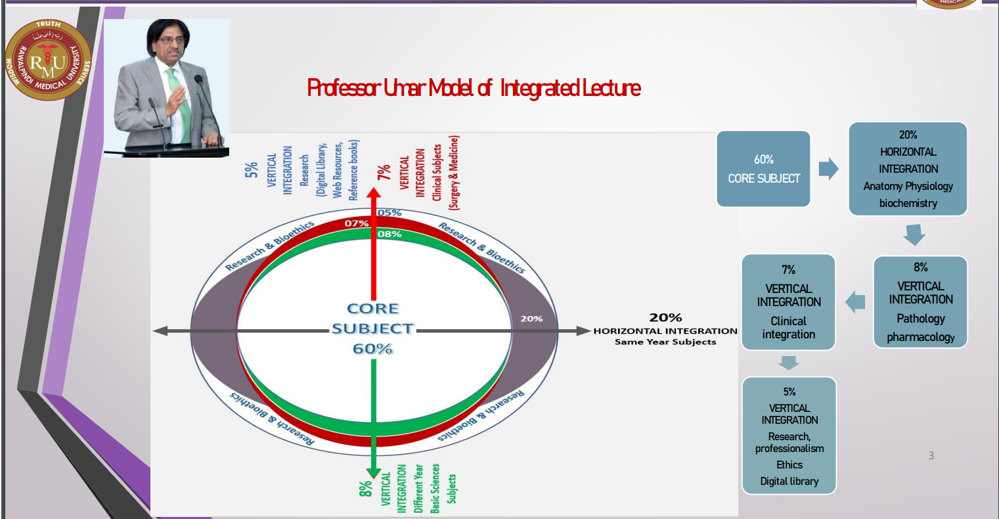 MEDICAL
TRUTH
رَبِّ زِدْنِي عِلْمًا
RAWALPINDI MEDICAL UNIVERSITY
WISDOM
SERVICE
RMU
Professor Umar Model of Integrated Lecture
5%
VERTICAL
INTEGRATION
Research
(Digital Library,
Web Resources,
Reference books)
7%
VERTICAL
INTEGRATION
Clinical Subjects
(Surgery & Medicine)
05%
07%
08%
Research & Bioethics
Research & Bioethics
CORE
SUBJECT
60%
20%
20%
HORIZONTAL INTEGRATION
Same Year Subjects
Research & Bioethics
Research & Bioethics
8%
VERTICAL
INTEGRATION
Different Year
Basic Sciences
Subjects
60%
CORE SUBJECT
20%
HORIZONTAL
INTEGRATION
Anatomy Physiology
biochemistry
8%
VERTICAL
INTEGRATION
Pathology
pharmacology
7%
VERTICAL
INTEGRATION
Clinical
integration
5%
VERTICAL
INTEGRATION
Research,
professionalism
Ethics
Digital library
3